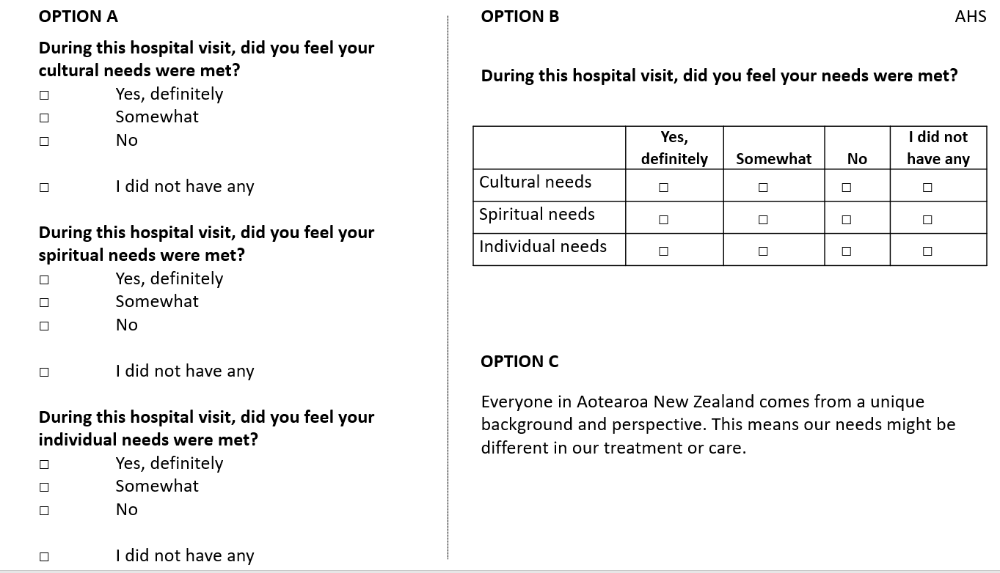 OPTION A
During this hospital visit, did you feel your
cultural needs were met?
☐ Yes, definitely
☐ Somewhat
☐ No
☐ I did not have any
During this hospital visit, did you feel your
spiritual needs were met?
☐ Yes, definitely
☐ Somewhat
☐ No
☐ I did not have any
During this hospital visit, did you feel your
individual needs were met?
☐ Yes, definitely
☐ Somewhat
☐ No
☐ I did not have any
OPTION B
AHS
During this hospital visit, did you feel your needs were met?
Yes, definitely | Somewhat | No | I did not have any
Cultural needs ☐ ☐ ☐ ☐
Spiritual needs ☐ ☐ ☐ ☐
Individual needs ☐ ☐ ☐ ☐
OPTION C
Everyone in Aotearoa New Zealand comes from a unique
background and perspective. This means our needs might be
different in our treatment or care.